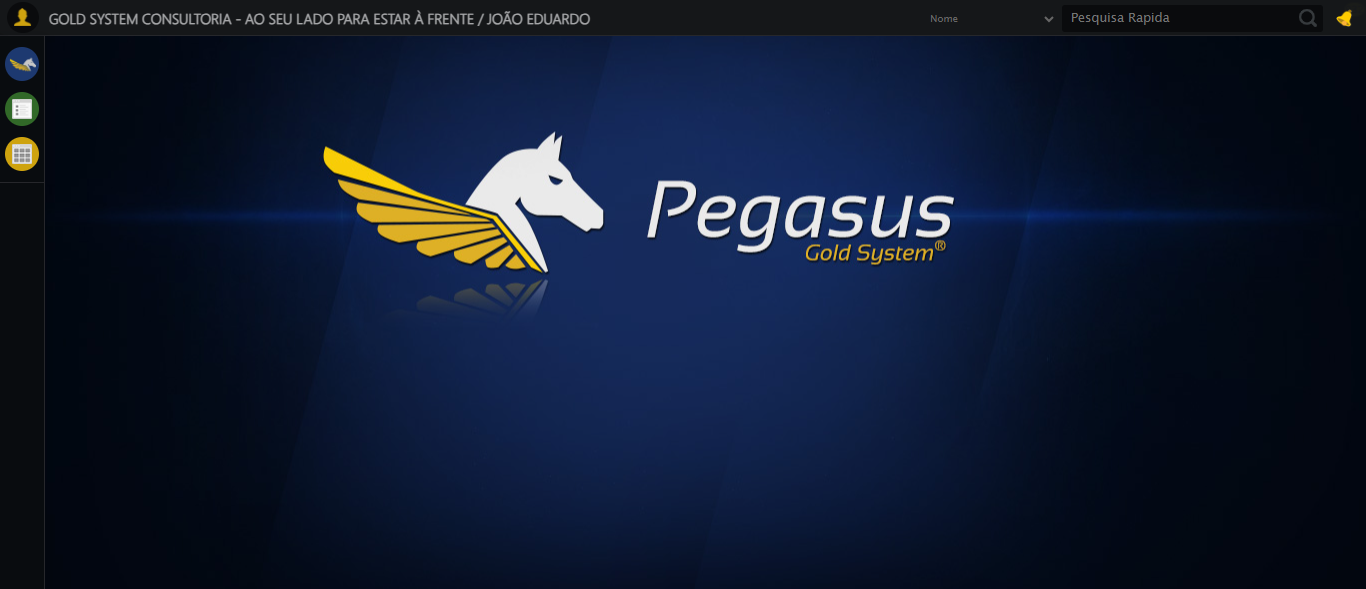 GOLD SYSTEM CONSULTORIA - AO SEU LADO PARA ESTAR À FRENTE / JOÃO EDUARDO
Nome
Pesquisa Rapida
Pegasus
Gold System®